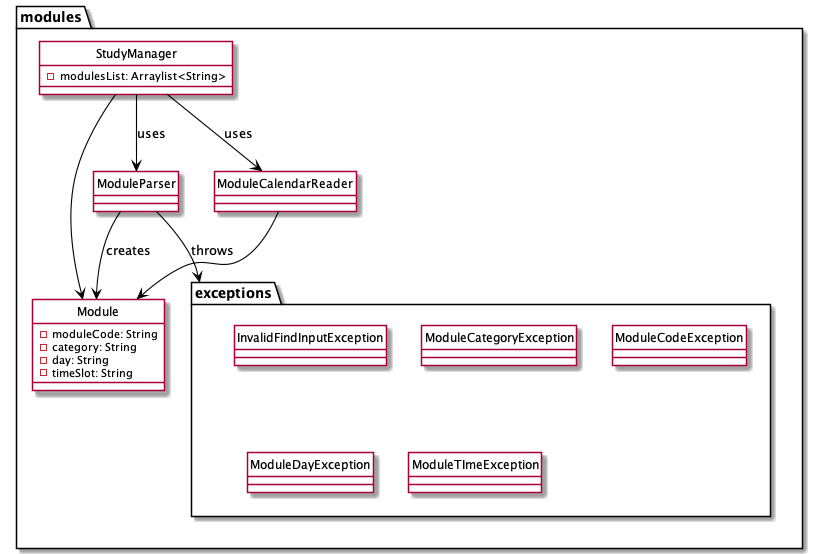 modules
StudyManager
modulesList: Arraylist<String>
uses
uses
ModuleParser
ModuleCalendarReader
creates
throws
Module
moduleCode: String
category: String
day: String
timeSlot: String
exceptions
InvalidFindInputException
ModuleCategoryException
ModuleCodeException
ModuleDayException
ModuleTImeException